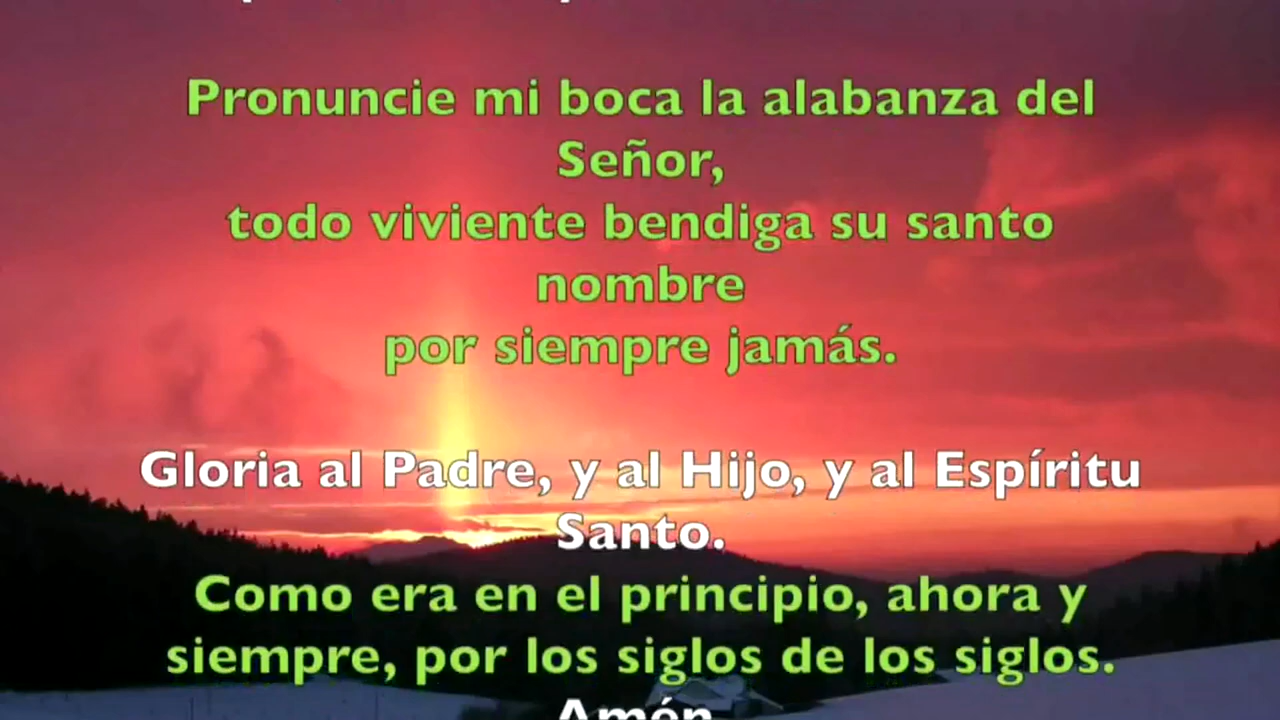 Pronuncie mi boca la alabanza del
Señor,
todo viviente bendiga su santo
nombre
por siempre jamás.
Gloria al Padre, y al Hijo, y al Espíritu
Santo.
Como era en el principio, ahora y
siempre, por los siglos de los siglos.
Amén